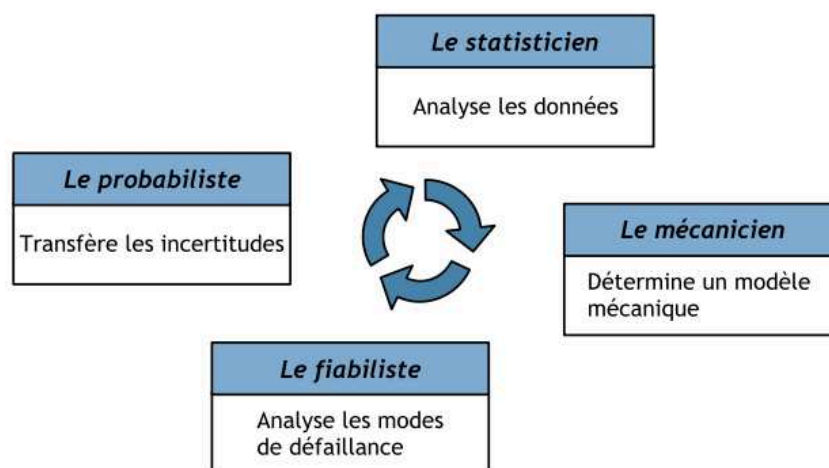 Le statisticien
Analyse les données
Le probabiliste
Transfère les incertitudes
Le mécanicien
Détermine un modèle
mécanique
Le fiabiliste
Analyse les modes
de défaillance